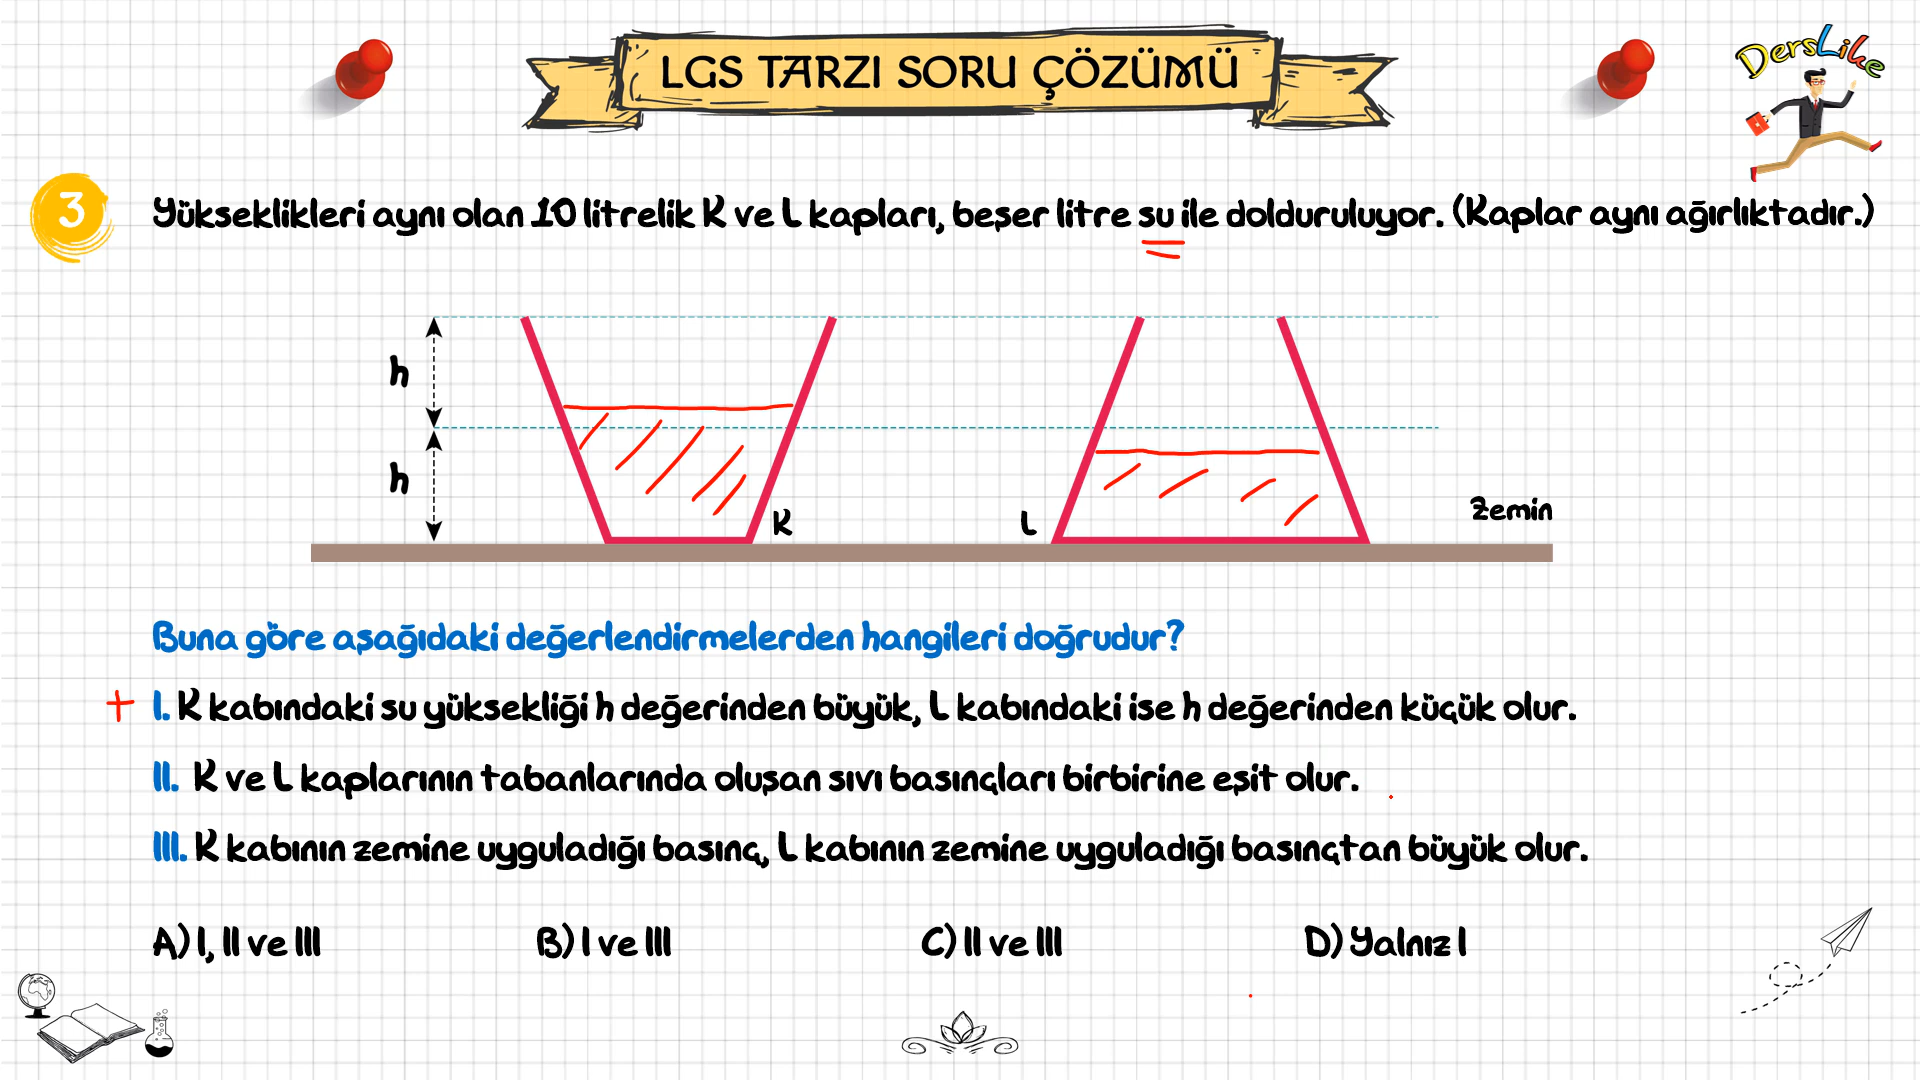 LGS TARZI SORU ÇÖZÜMÜ
DersLike
3
Yükseklikleri aynı olan 10 litrelik K ve L kapları, beşer litre su ile dolduruluyor. (Kaplar aynı ağırlıktadır.)
h
h
K
L
Zemin
Buna göre aşağıdaki değerlendirmelerden hangileri doğrudur?
+ I. K kabındaki su yüksekliği h değerinden büyük, L kabındaki ise h değerinden küçük olur.
II. K ve L kaplarının tabanlarında oluşan sıvı basınçları birbirine eşit olur.
III. K kabının zemine uyguladığı basınç, L kabının zemine uyguladığı basınçtan büyük olur.
A) I, II ve III
B) I ve III
C) II ve III
D) Yalnız I